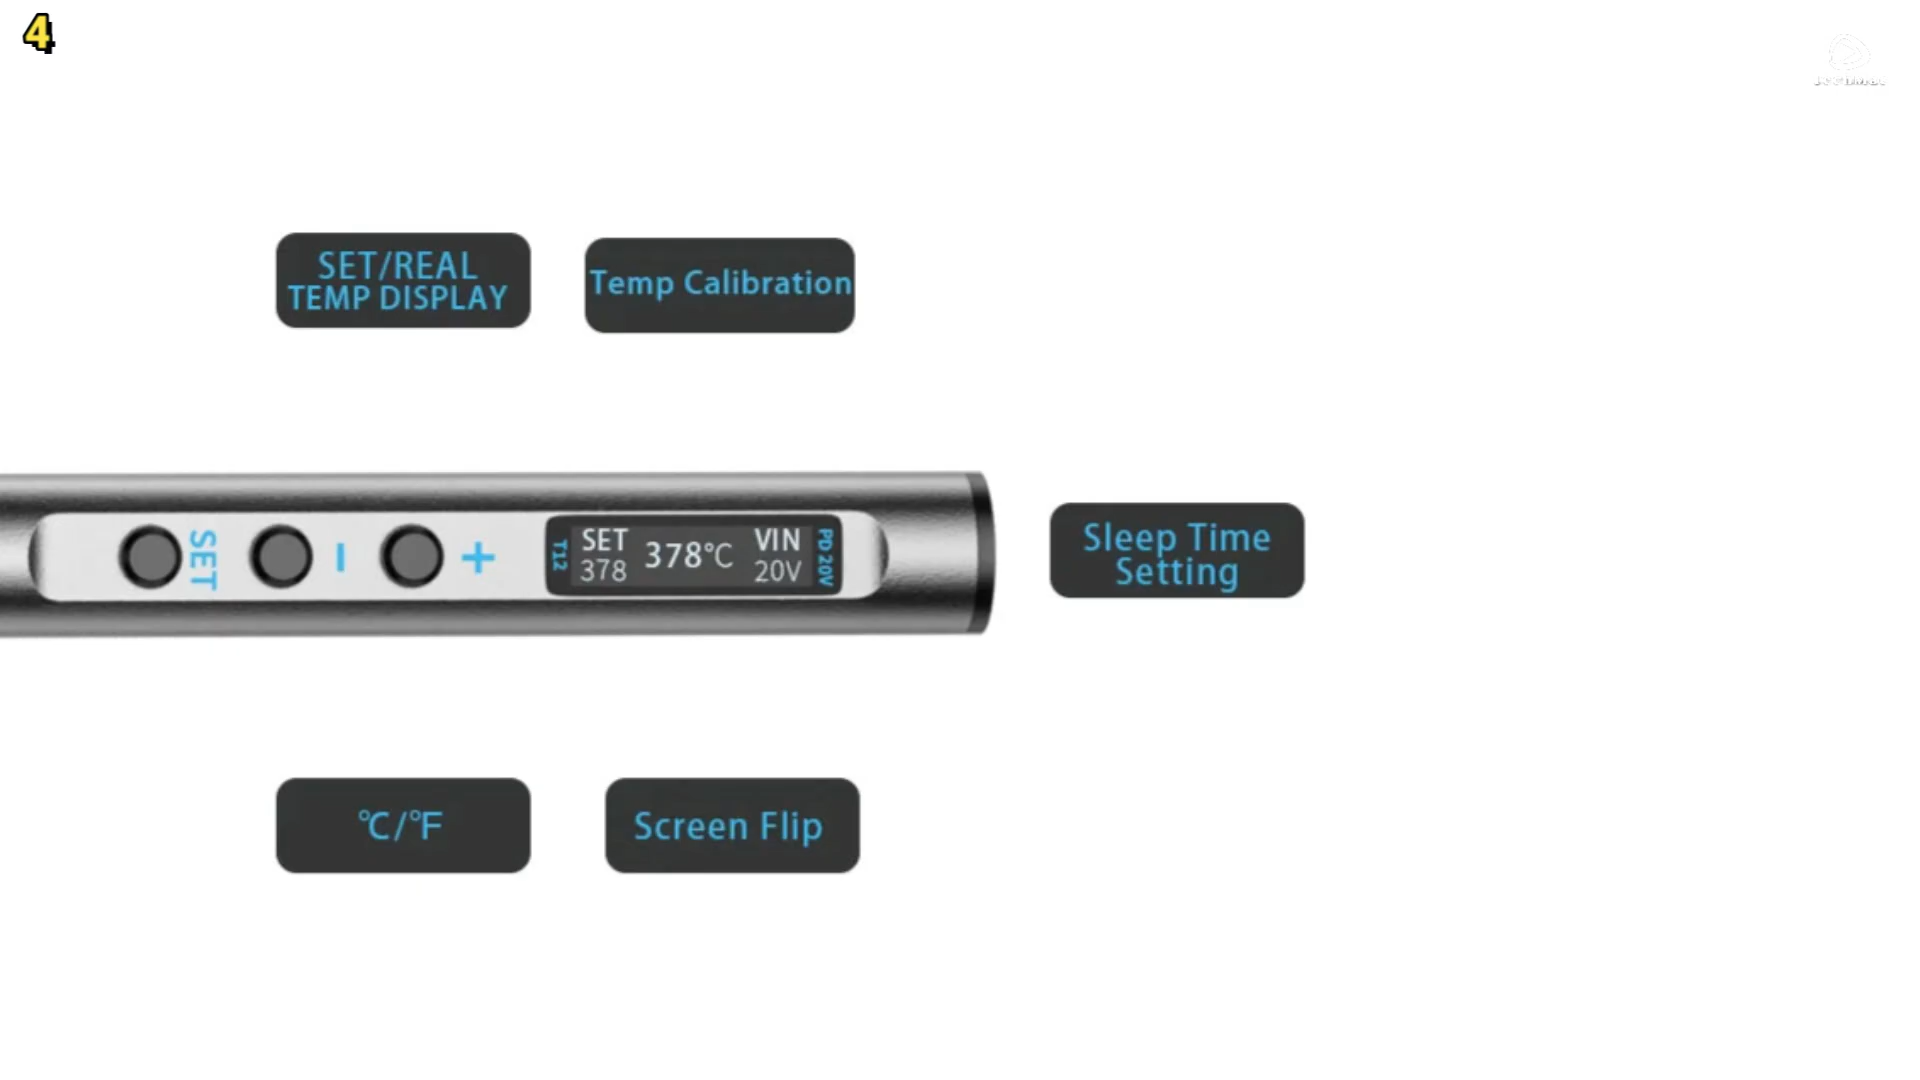 4
SET/REAL
TEMP DISPLAY
Temp Calibration
SET
-
+
T12
SET
378
378°C
VIN
20V
PD 20V
Sleep Time
Setting
°C/°F
Screen Flip